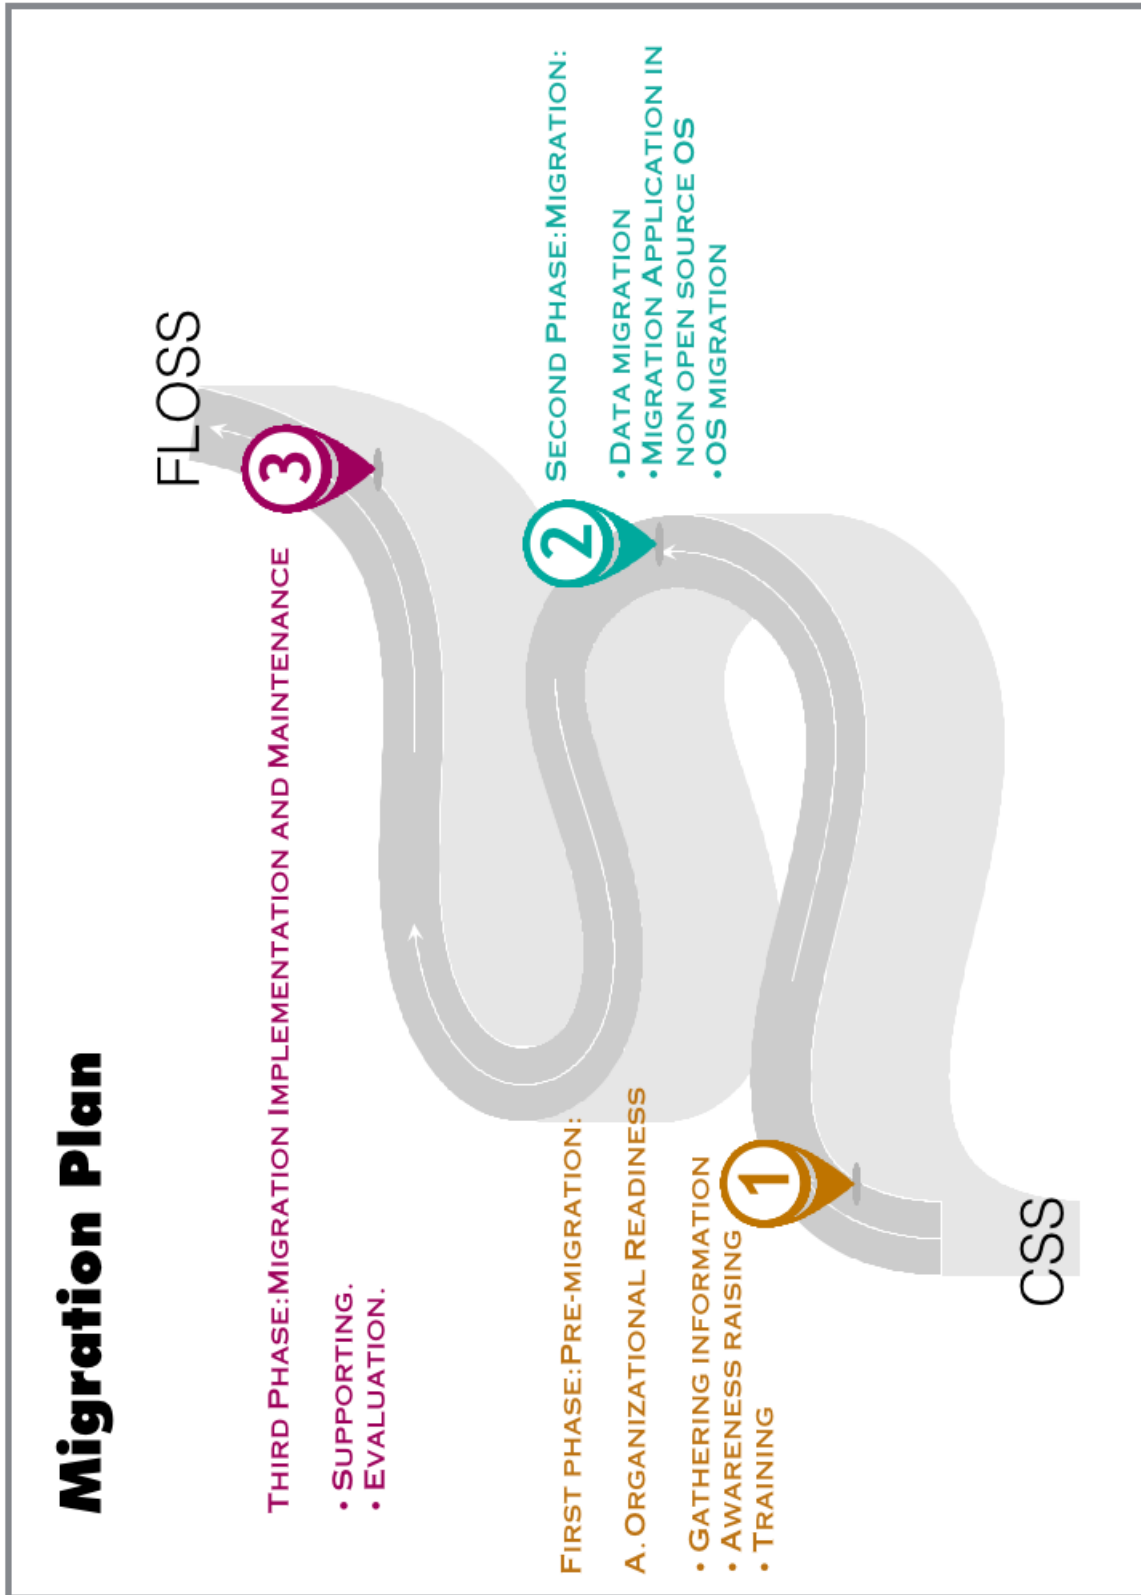 Migration Plan
FLOSS
THIRD PHASE:MIGRATION IMPLEMENTATION AND MAINTENANCE
• SUPPORTING.
• EVALUATION.
3
SECOND PHASE:MIGRATION:
•DATA MIGRATION
•MIGRATION APPLICATION IN
NON OPEN SOURCE OS
•OS MIGRATION
2
FIRST PHASE:PRE-MIGRATION:
A. ORGANIZATIONAL READINESS
• GATHERING INFORMATION
• AWARENESS RAISING
• TRAINING
1
CSS